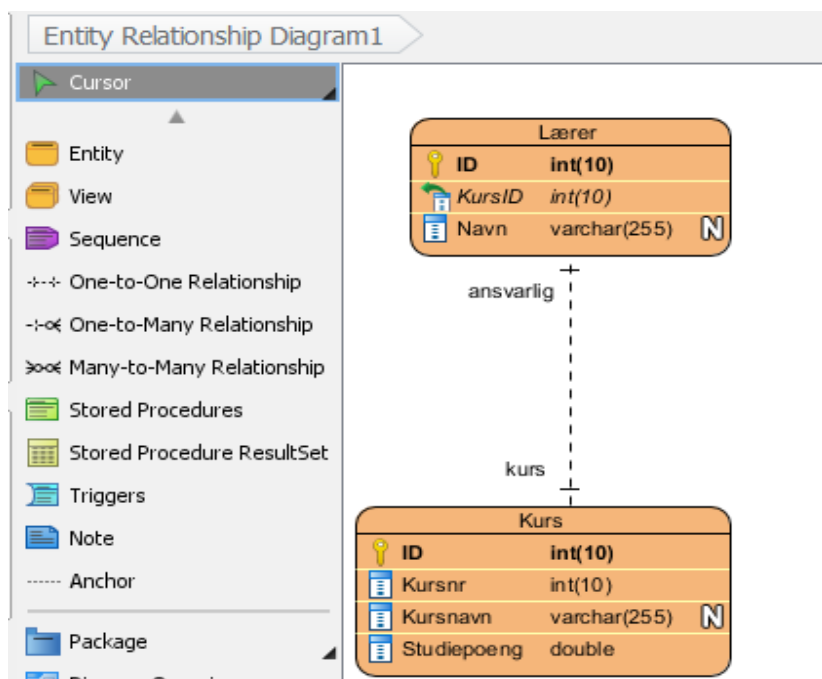 Entity Relationship Diagram1
Cursor
Entity
View
Sequence
One-to-One Relationship
One-to-Many Relationship
Many-to-Many Relationship
Stored Procedures
Stored Procedure ResultSet
Triggers
Note
Anchor
Package
Lærer
ID int(10)
KursID int(10)
Navn varchar(255) N
ansvarlig
kurs
Kurs
ID int(10)
Kursnr int(10)
Kursnavn varchar(255) N
Studiepoeng double